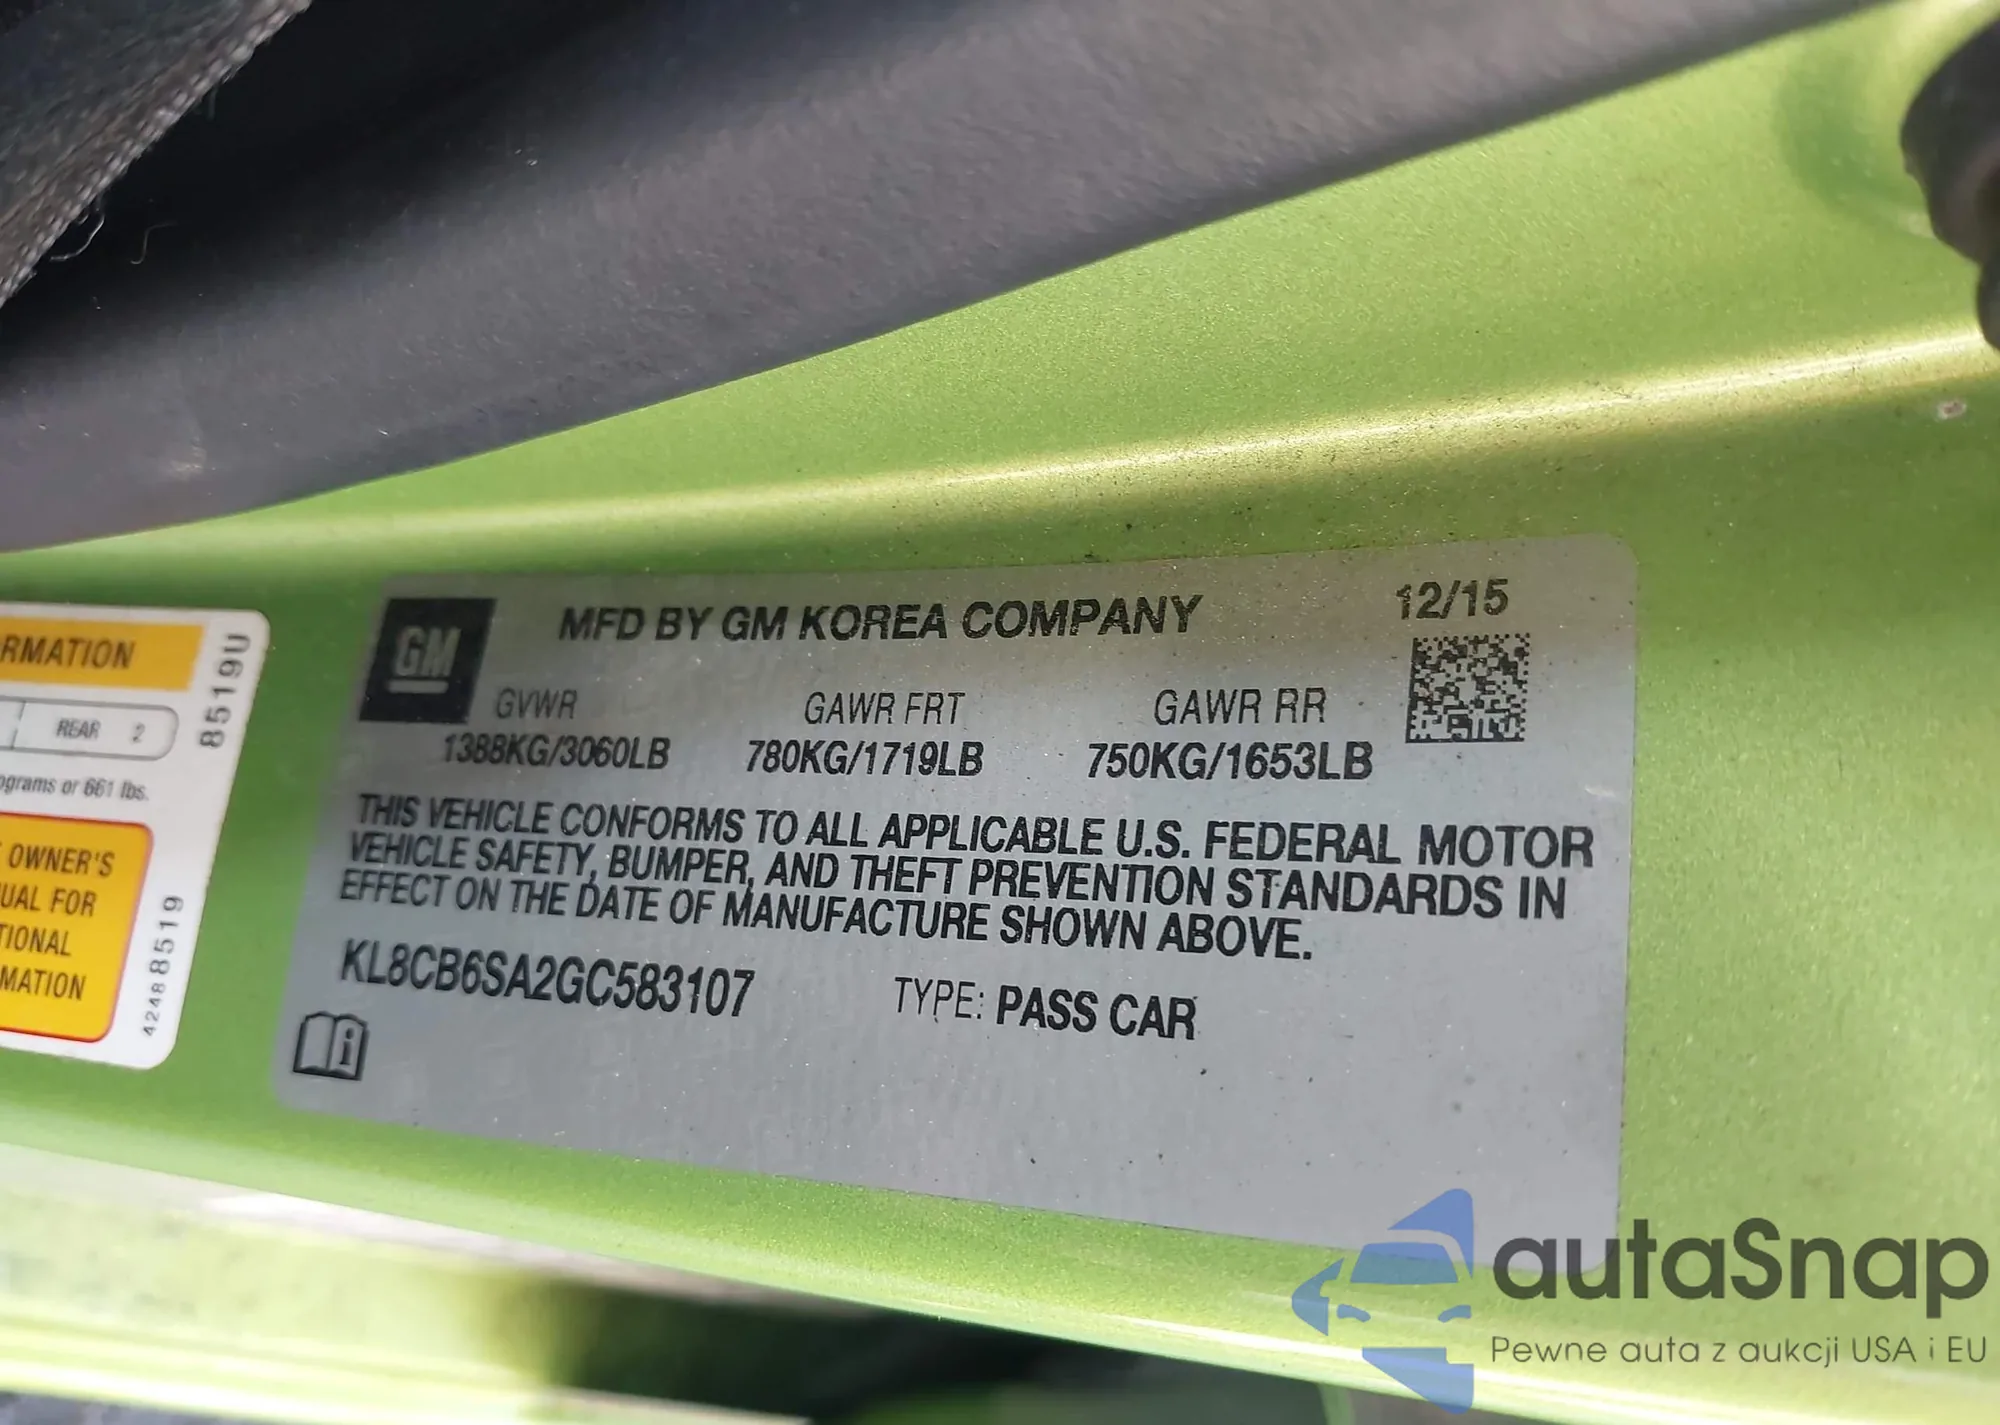 GM
MFD BY GM KOREA COMPANY
12/15
GVWR GAWR FRT GAWR RR
1388KG/3060LB 780KG/1719LB 750KG/1653LB
THIS VEHICLE CONFORMS TO ALL APPLICABLE U.S. FEDERAL MOTOR
VEHICLE SAFETY, BUMPER, AND THEFT PREVENTION STANDARDS IN
EFFECT ON THE DATE OF MANUFACTURE SHOWN ABOVE.
KL8CB6SA2GC583107 TYPE: PASS CAR
RMATION
REAR 2
ograms or 661 lbs.
OWNER'S
UAL FOR
TIONAL
MATION
8519U
42488519
autaSnap
Pewne auta z aukcji USA i EU